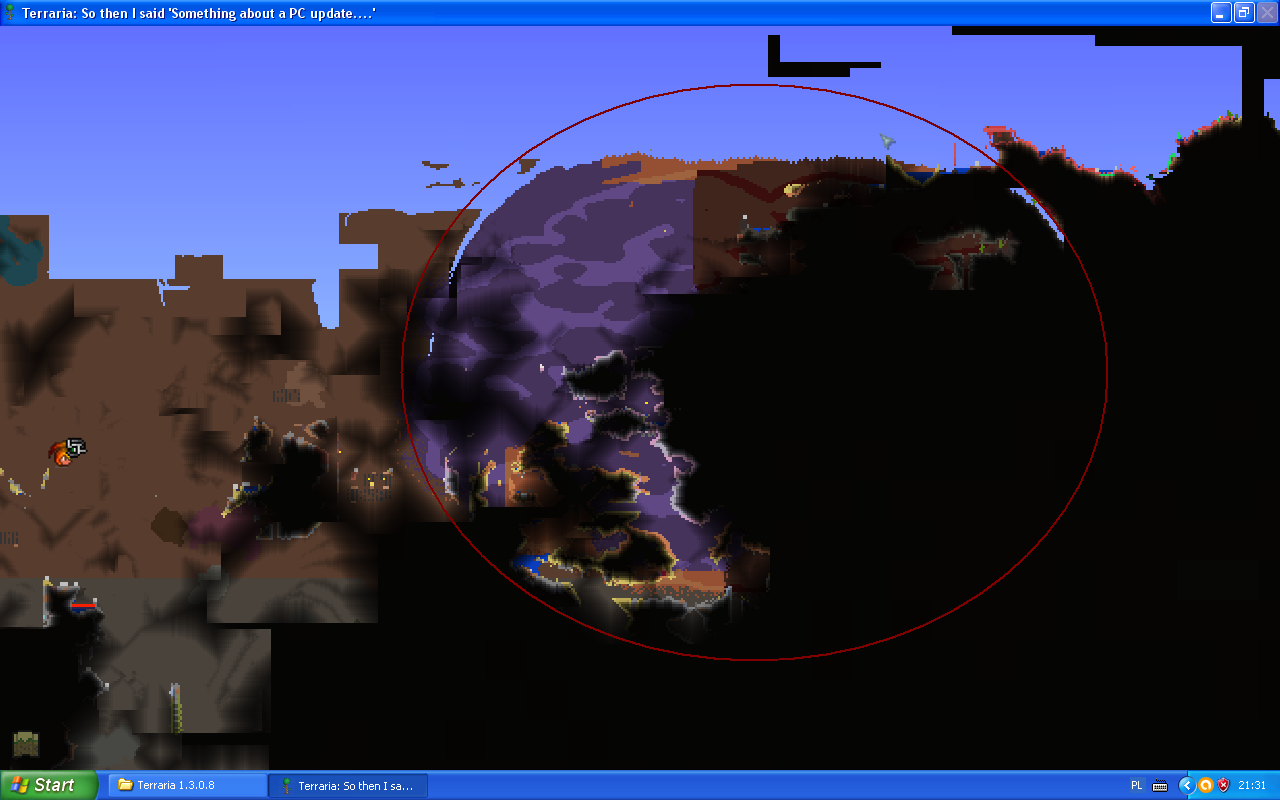 Terraria: So then I said 'Something about a PC update....'
Start
Terraria 1.3.0.8
Terraria: So then I sa...
PL
21:31